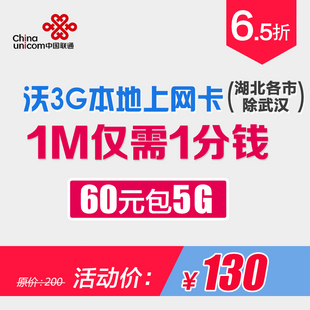 China
unicom中国联通
6.5折
沃3G本地上网卡(湖北各市除武汉)
1M仅需1分钱
60元包5G
原价:200 活动价: ¥130